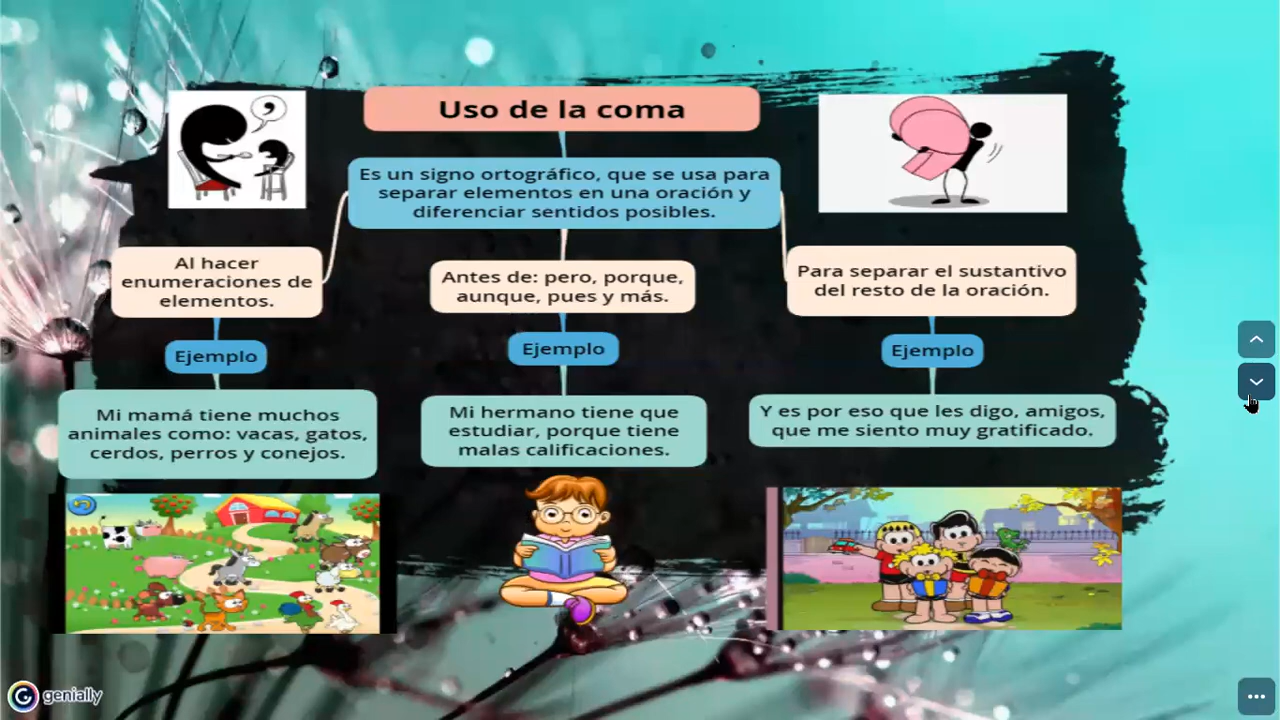 Uso de la coma
Es un signo ortográfico, que se usa para
separar elementos en una oración y
diferenciar sentidos posibles.
Al hacer
enumeraciones de
elementos.
Antes de: pero, porque,
aunque, pues y más.
Para separar el sustantivo
del resto de la oración.
Ejemplo
Ejemplo
Ejemplo
Mi mamá tiene muchos
animales como: vacas, gatos,
cerdos, perros y conejos.
Mi hermano tiene que
estudiar, porque tiene
malas calificaciones.
Y es por eso que les digo, amigos,
que me siento muy gratificado.
genially